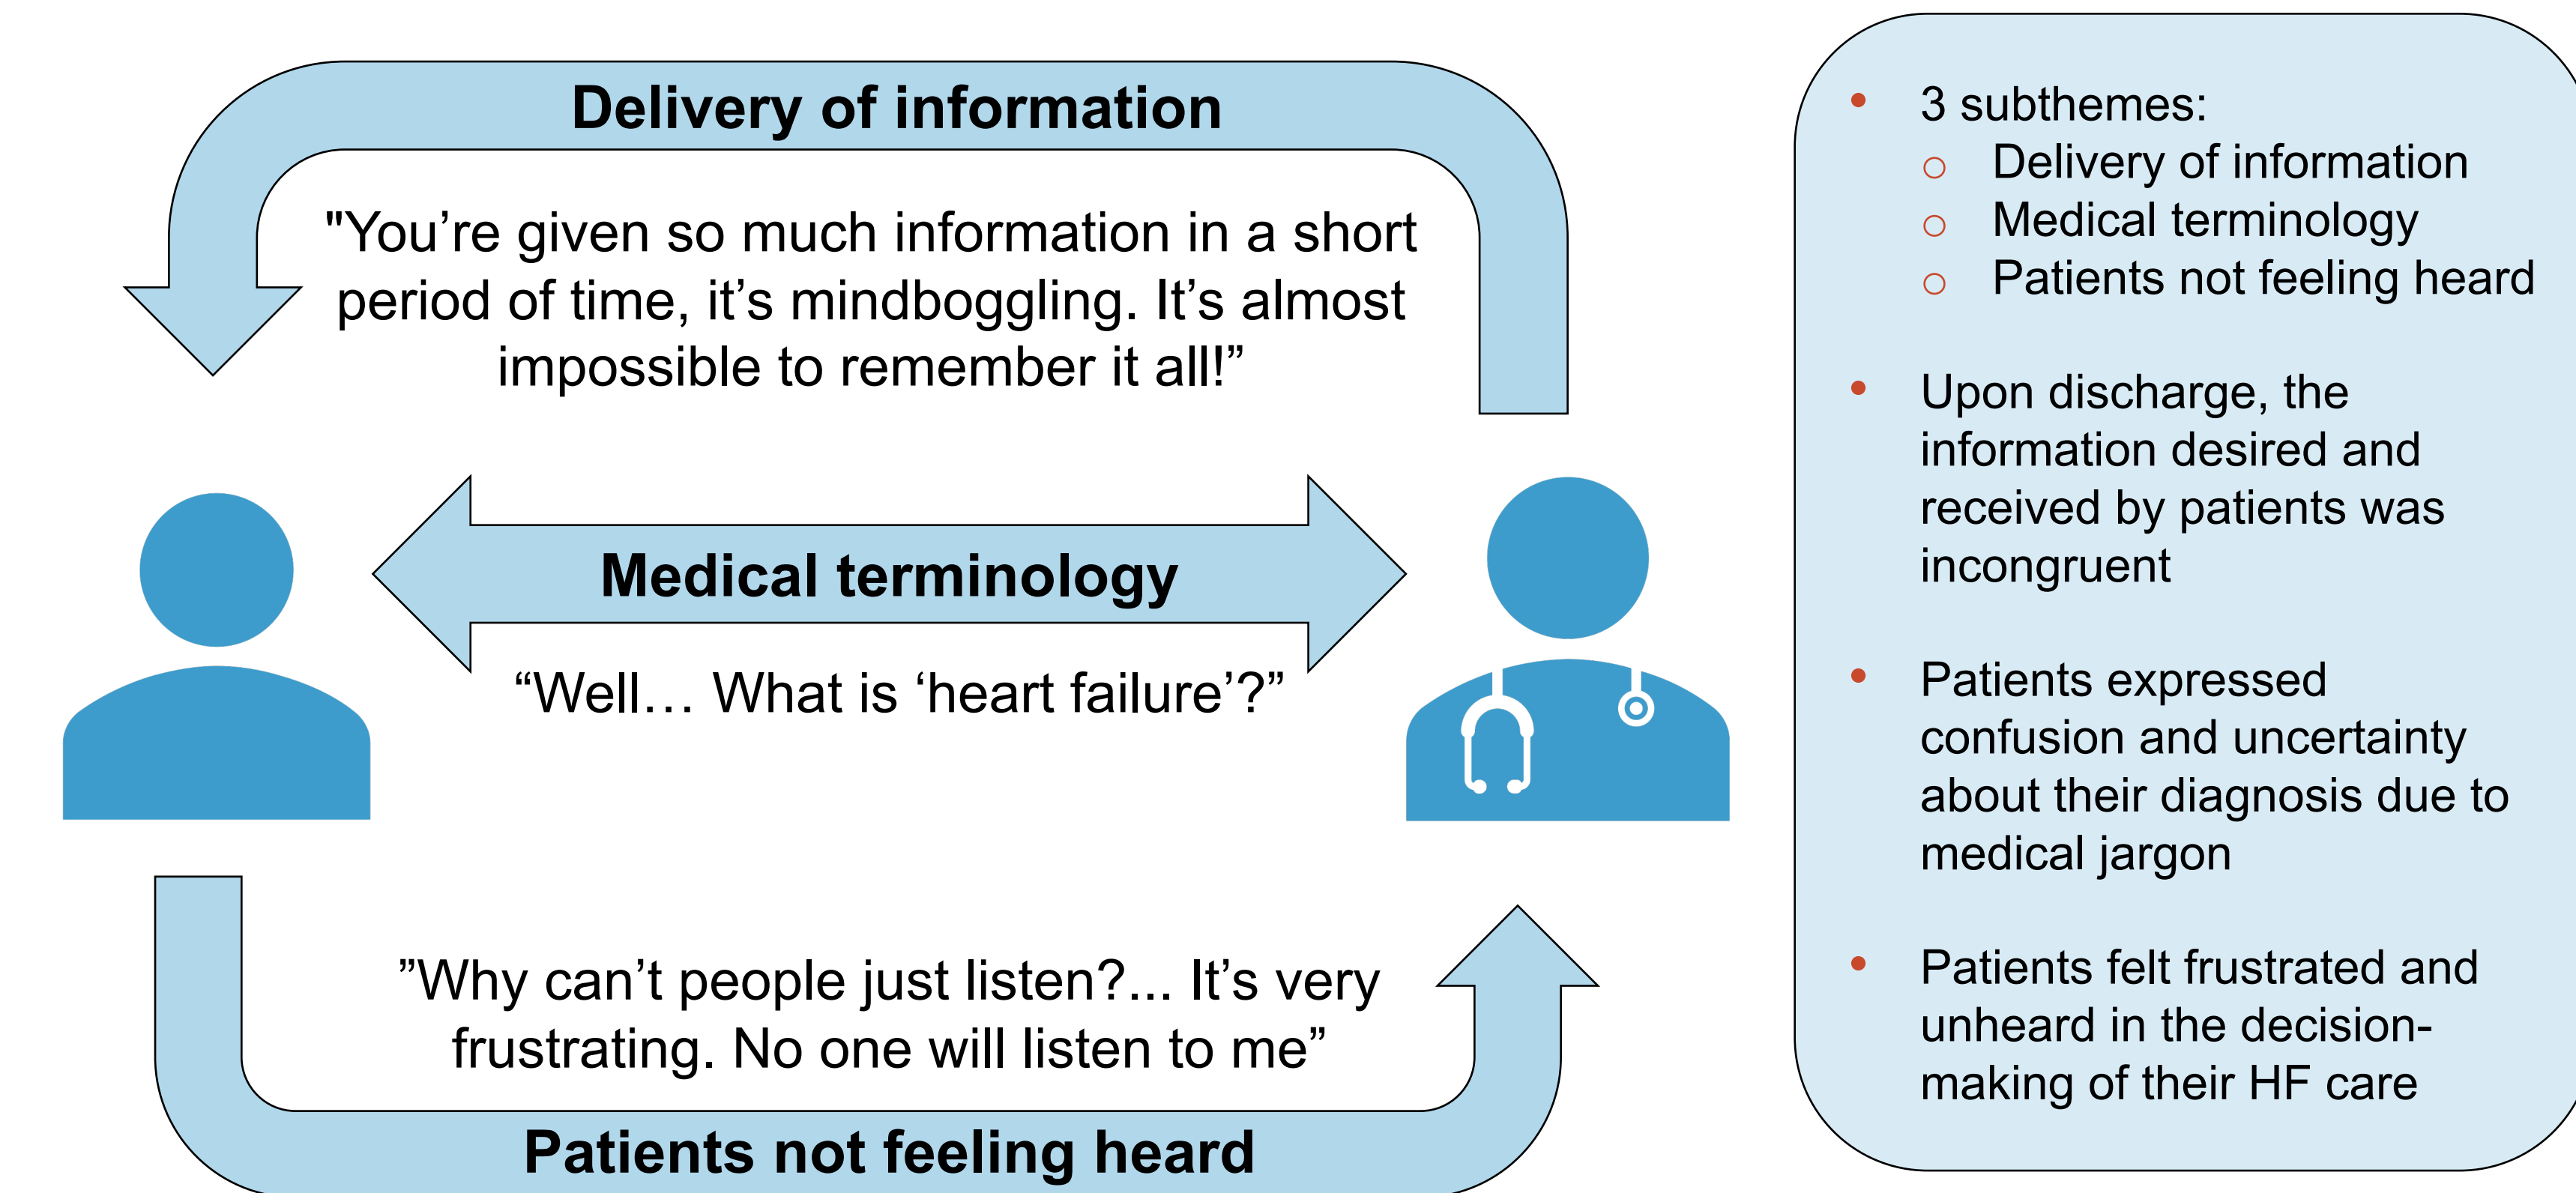 Delivery of information
"You’re given so much information in a short
period of time, it’s mindboggling. It’s almost
impossible to remember it all!”
Medical terminology
“Well… What is ‘heart failure’?”
”Why can’t people just listen?... It’s very
frustrating. No one will listen to me”
Patients not feeling heard
• 3 subthemes:
o Delivery of information
o Medical terminology
o Patients not feeling heard
• Upon discharge, the
information desired and
received by patients was
incongruent
• Patients expressed
confusion and uncertainty
about their diagnosis due to
medical jargon
• Patients felt frustrated and
unheard in the decision-
making of their HF care